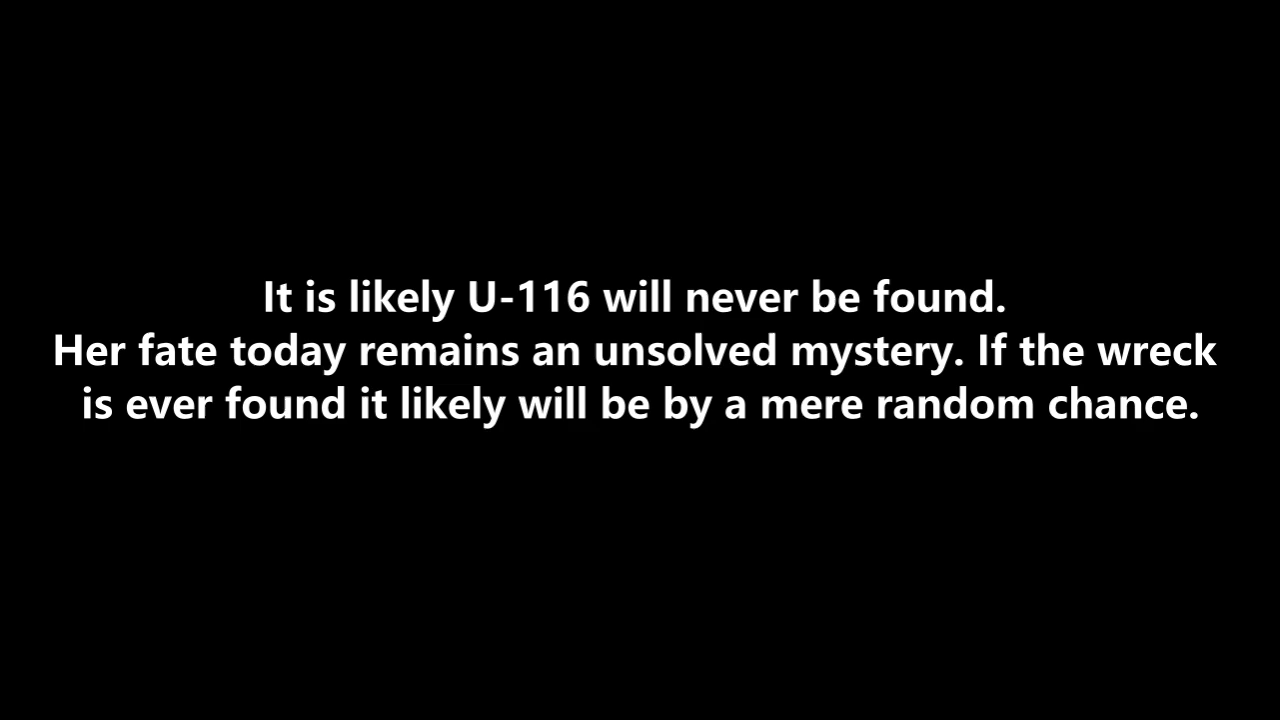 It is likely U-116 will never be found.
Her fate today remains an unsolved mystery. If the wreck
is ever found it likely will be by a mere random chance.